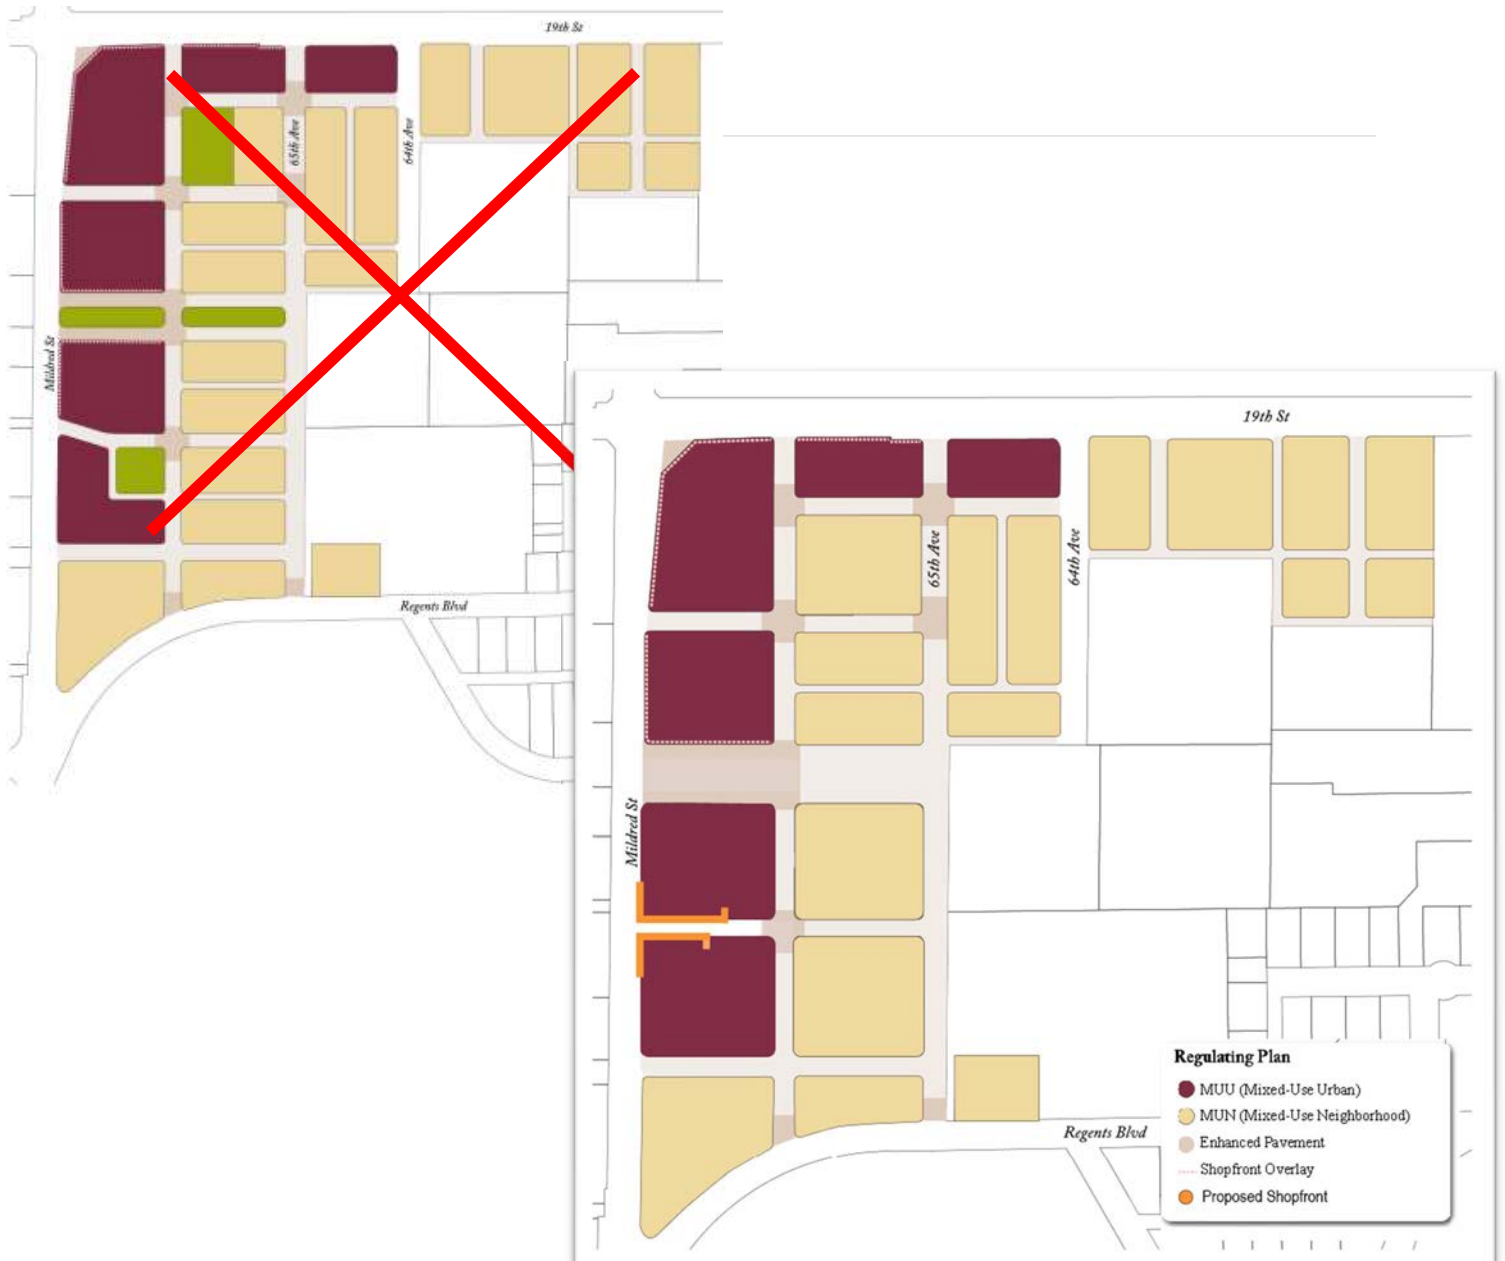 19th St
65th Ave
64th Ave
Mildred St
Regents Blvd
19th St
65th Ave
64th Ave
Mildred St
Regents Blvd
Regulating Plan
MUU (Mixed-Use Urban)
MUN (Mixed-Use Neighborhood)
Enhanced Pavement
Shopfront Overlay
Proposed Shopfront